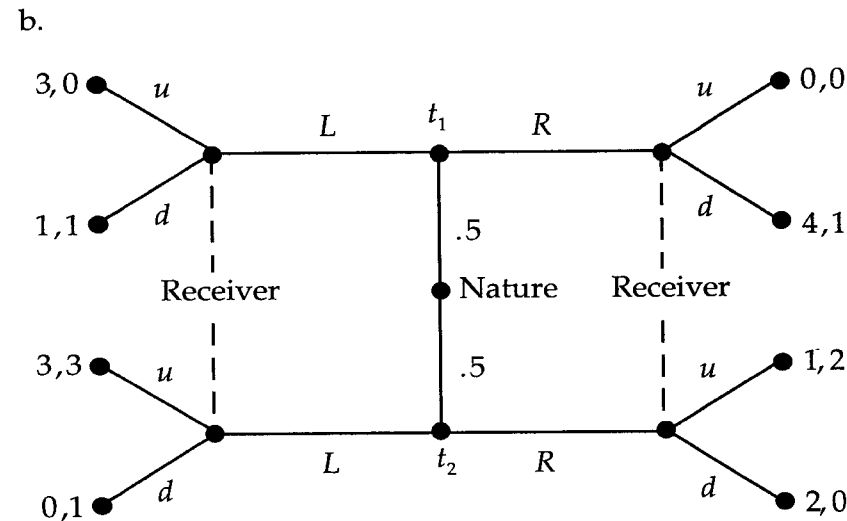 b.
3,0 u u 0,0
L t1 R
1,1 d d 4,1
.5
Receiver Nature Receiver
3,3 u .5 u 1,2
L t2 R
0,1 d d 2,0